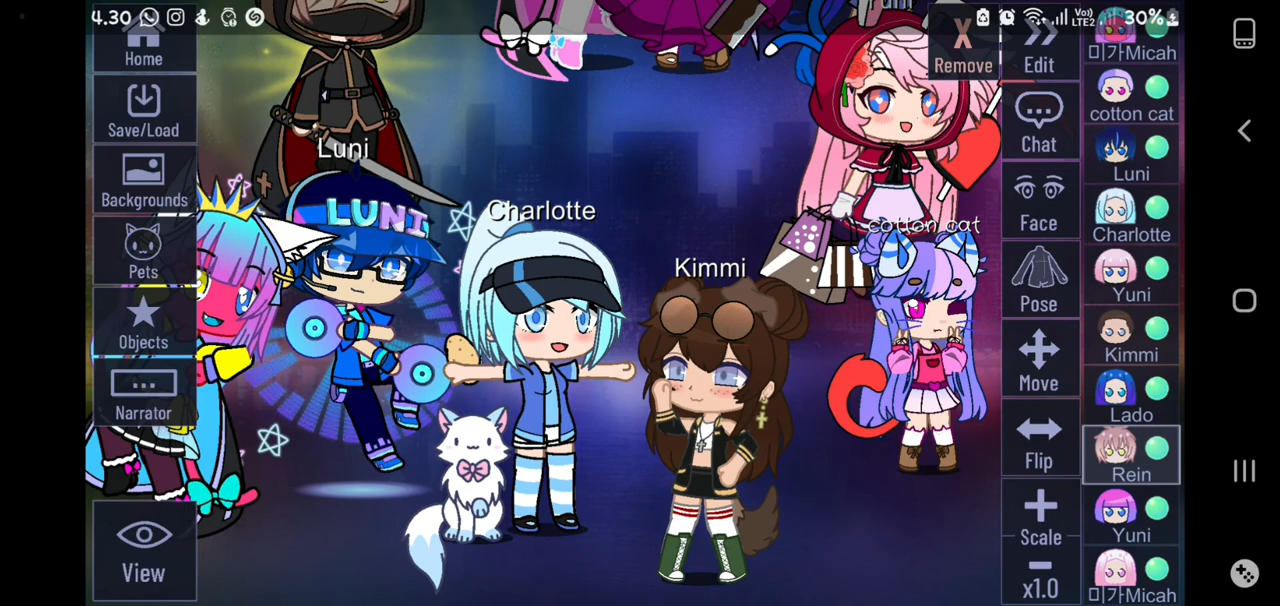 4.30
Vo))
LTE2
30%
Home
Save/Load
Backgrounds
Pets
Objects
...
Narrator
View
Luni
LUNI
Charlotte
Kimmi
cotton cat
X
Remove
Edit
Chat
Face
Pose
Move
Flip
Scale
x1.0
미가Micah
cotton cat
Luni
Charlotte
Yuni
Kimmi
Lado
Rein
Yuni
미가Micah